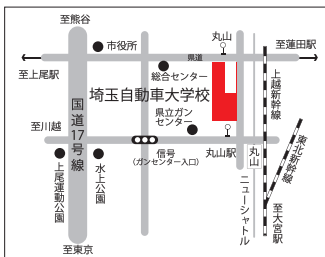 至熊谷
市役所
丸山
至蓮田駅
県道
至上尾駅
総合センター
埼玉自動車大学校
上越新幹線
国道17号線
県立ガン
センター
至川越
丸山駅
丸山
東北新幹線
信号
（ガンセンター入口）
上尾運動公園
水上公園
ニューシャトル
至大宮駅
至東京